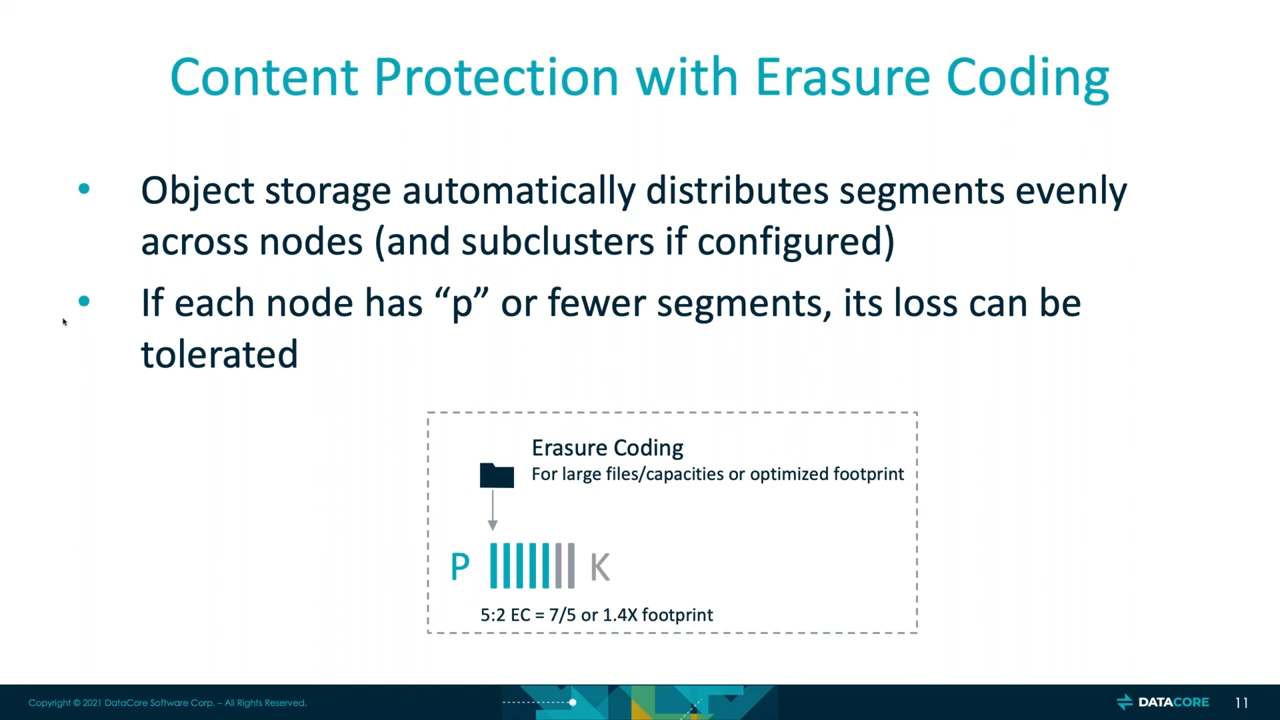 Content Protection with Erasure Coding
• Object storage automatically distributes segments evenly
across nodes (and subclusters if configured)
• If each node has “p” or fewer segments, its loss can be
tolerated
Erasure Coding
For large files/capacities or optimized footprint
P K
5:2 EC = 7/5 or 1.4X footprint
Copyright © 2021 DataCore Software Corp. – All Rights Reserved.
DATACORE
11